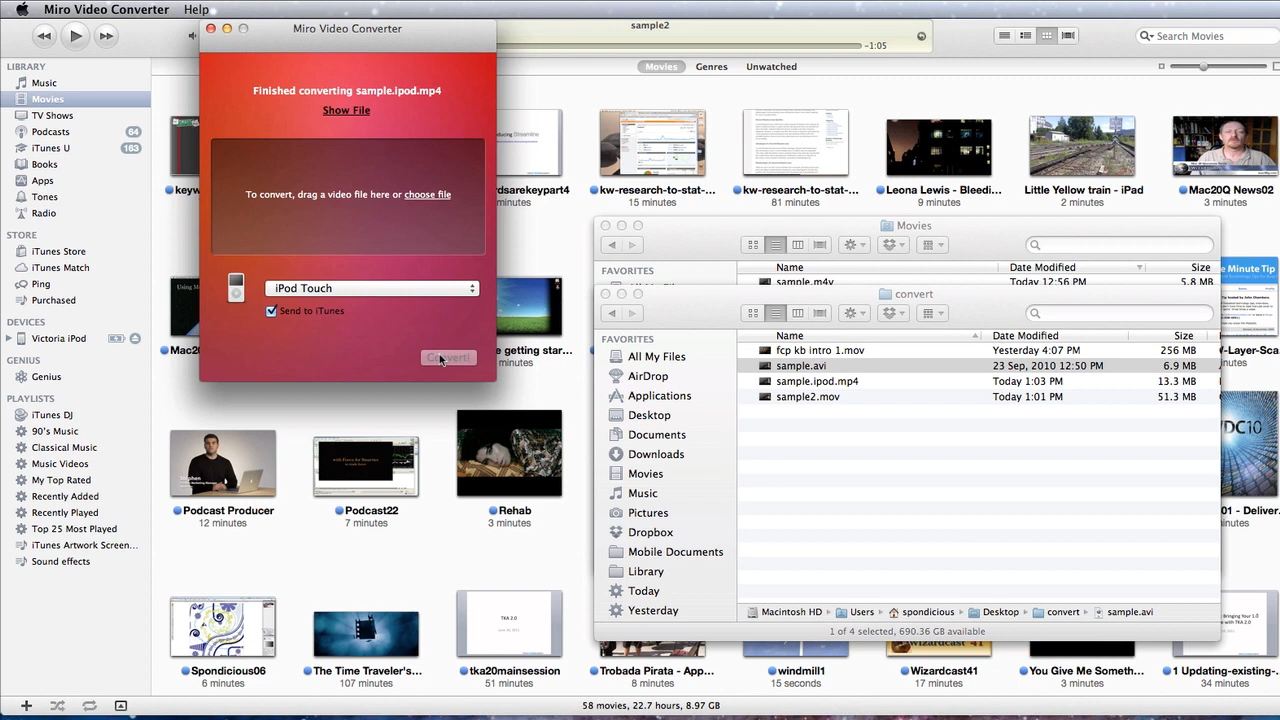 Miro Video Converter Help
Miro Video Converter
sample2
-1:05
Search Movies
Movies Genres Unwatched
LIBRARY
Music
Movies
TV Shows
Podcasts 64
iTunes U 163
Books
Apps
Tones
Radio
STORE
iTunes Store
iTunes Match
Ping
Purchased
DEVICES
Victoria iPod
GENIUS
Genius
PLAYLISTS
iTunes DJ
90's Music
Classical Music
Music Videos
My Top Rated
Recently Added
Recently Played
Top 25 Most Played
iTunes Artwork Screen...
Sound effects
Finished converting sample.ipod.mp4
Show File
To convert, drag a video file here or choose file
iPod Touch
Send to iTunes
Convert!
kw-research-to-stat-...
15 minutes
kw-research-to-stat-...
81 minutes
Leona Lewis - Bleedi...
9 minutes
Little Yellow train - iPad
2 minutes
Mac20Q News02
3 minutes
Podcast Producer
12 minutes
Podcast22
7 minutes
Rehab
3 minutes
Spondicious06
6 minutes
The Time Traveler's...
107 minutes
TKA 2.0
tka20mainsession
51 minutes
Trobada Pirata - App...
8 minutes
windmill1
15 seconds
Wizardcast41
17 minutes
You Give Me Someth...
3 minutes
1 Updating-existing-...
34 minutes
Movies
FAVORITES
Name Date Modified Size
sample.m4v Today 12:56 PM 5.8 MB
convert
FAVORITES
All My Files
AirDrop
Applications
Desktop
Documents
Downloads
Movies
Music
Pictures
Dropbox
Mobile Documents
Library
Today
Yesterday
Name Date Modified Size
fcp kb intro 1.mov Yesterday 4:07 PM 256 MB
sample.avi 23 Sep, 2010 12:50 PM 6.9 MB
sample.ipod.mp4 Today 1:03 PM 13.3 MB
sample2.mov Today 1:01 PM 51.3 MB
Macintosh HD Users spondicious Desktop convert sample.avi
1 of 4 selected, 690.36 GB available
58 movies, 22.7 hours, 8.97 GB